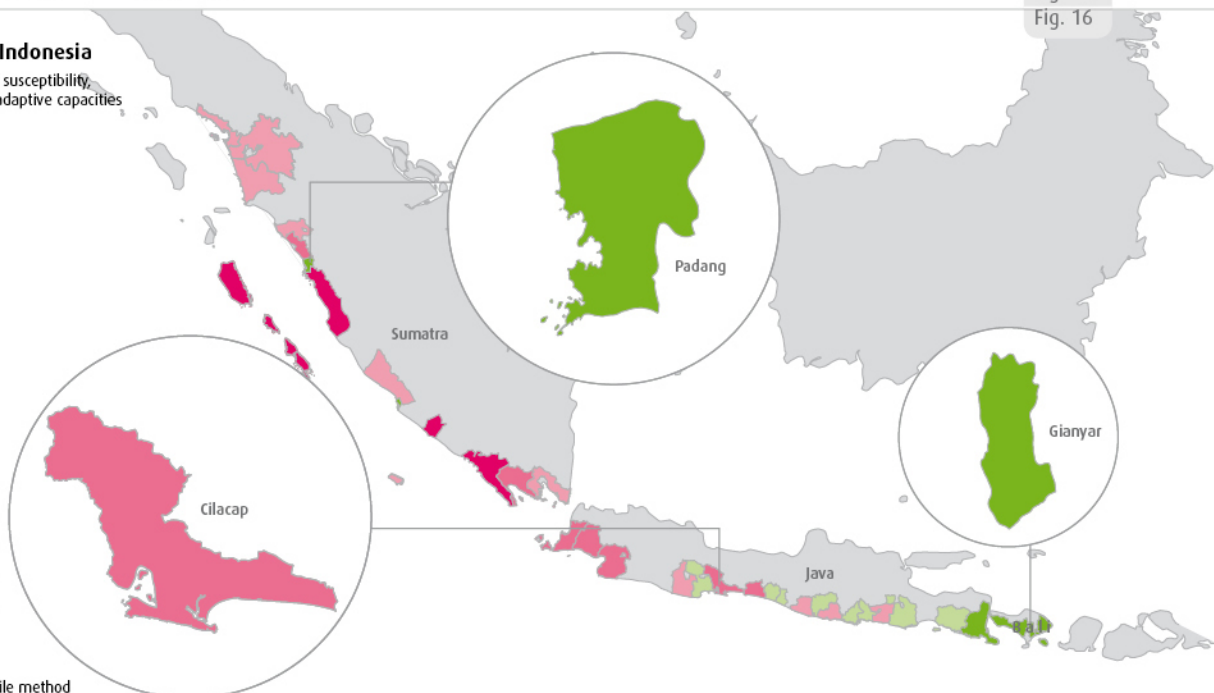 Fig. 16
Indonesia
susceptibility,
adaptive capacities
Padang
Sumatra
Gianyar
Cilacap
Java
Bali
ile method